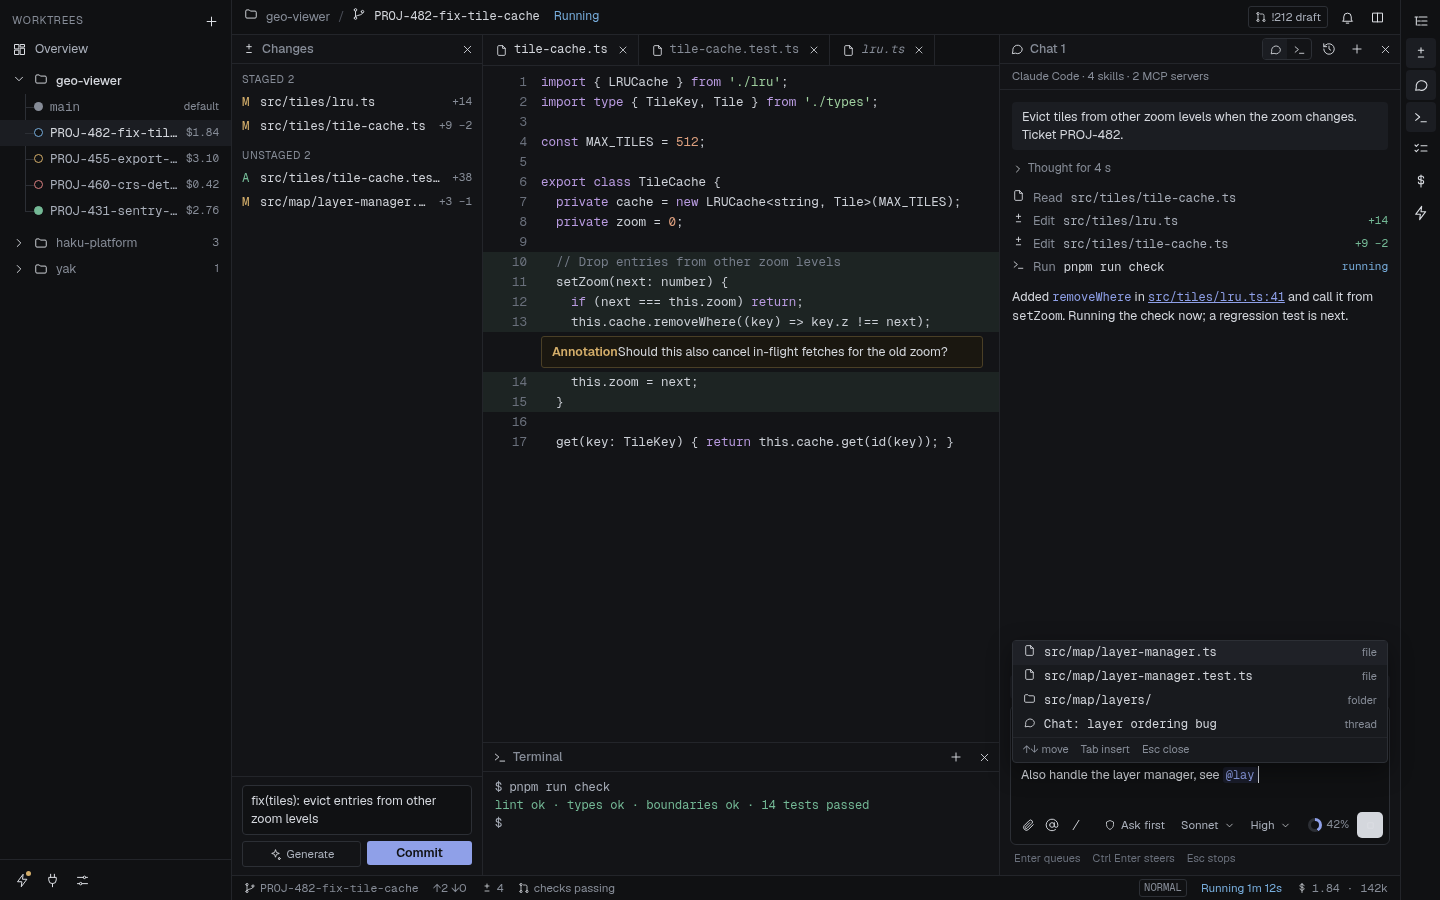 WORKTREES
Overview
geo-viewer
main default
PROJ-482-fix-til… $1.84
PROJ-455-export-… $3.10
PROJ-460-crs-det… $0.42
PROJ-431-sentry-… $2.76
haku-platform 3
yak 1
geo-viewer / PROJ-482-fix-tile-cache Running
!212 draft
Changes
STAGED 2
M src/tiles/lru.ts +14
M src/tiles/tile-cache.ts +9 −2
UNSTAGED 2
A src/tiles/tile-cache.tes… +38
M src/map/layer-manager.… +3 −1
fix(tiles): evict entries from other
zoom levels
Generate
Commit
tile-cache.ts
tile-cache.test.ts
lru.ts
1 import { LRUCache } from './lru';
2 import type { TileKey, Tile } from './types';
3
4 const MAX_TILES = 512;
5
6 export class TileCache {
7 private cache = new LRUCache<string, Tile>(MAX_TILES);
8 private zoom = 0;
9
10 // Drop entries from other zoom levels
11 setZoom(next: number) {
12 if (next === this.zoom) return;
13 this.cache.removeWhere((key) => key.z !== next);
AnnotationShould this also cancel in-flight fetches for the old zoom?
14 this.zoom = next;
15 }
16
17 get(key: TileKey) { return this.cache.get(id(key)); }
Terminal
$ pnpm run check
lint ok · types ok · boundaries ok · 14 tests passed
$
Chat 1
Claude Code · 4 skills · 2 MCP servers
Evict tiles from other zoom levels when the zoom changes.
Ticket PROJ-482.
Thought for 4 s
Read src/tiles/tile-cache.ts
Edit src/tiles/lru.ts +14
Edit src/tiles/tile-cache.ts +9 −2
Run pnpm run check running
Added removeWhere in src/tiles/lru.ts:41 and call it from
setZoom. Running the check now; a regression test is next.
src/map/layer-manager.ts file
src/map/layer-manager.test.ts file
src/map/layers/ folder
Chat: layer ordering bug thread
↑↓ move Tab insert Esc close
Also handle the layer manager, see @lay
@ / Ask first Sonnet High 42%
Enter queues Ctrl Enter steers Esc stops
PROJ-482-fix-tile-cache ↑2 ↓0 ± 4 checks passing
NORMAL Running 1m 12s $ 1.84 · 142k